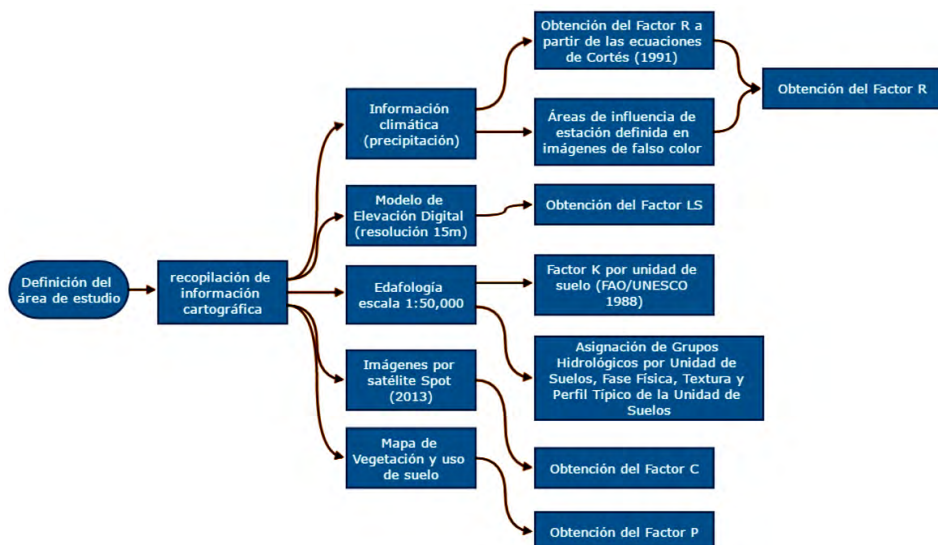 Definición del
área de estudio
recopilación de
información
cartográfica
Información
climática
(precipitación)
Obtención del Factor R a
partir de las ecuaciones
de Cortés (1991)
Áreas de influencia de
estación definida en
imágenes de falso color
Obtención del Factor R
Modelo de
Elevación Digital
(resolución 15m)
Obtención del Factor LS
Edafología
escala 1:50,000
Factor K por unidad de
suelo (FAO/UNESCO
1988)
Asignación de Grupos
Hidrológicos por Unidad de
Suelos, Fase Física, Textura y
Perfil Típico de la Unidad de
Suelos
Imágenes por
satélite Spot
(2013)
Obtención del Factor C
Mapa de
Vegetación y uso
de suelo
Obtención del Factor P